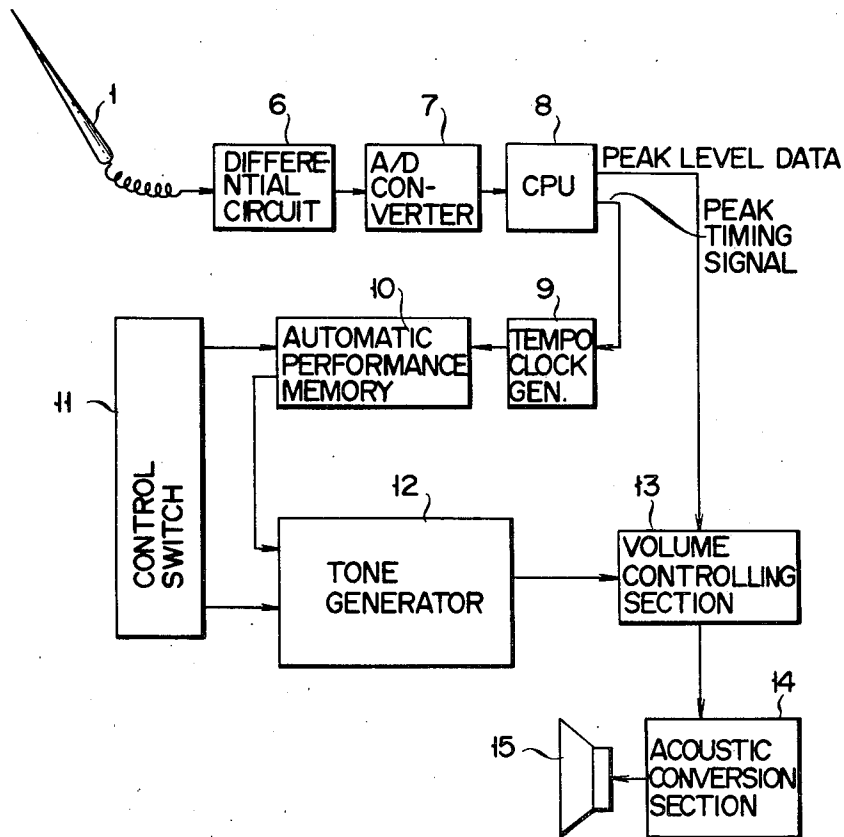 1
6
7
8
DIFFERE-
NTIAL
CIRCUIT
A/D
CON-
VERTER
CPU
PEAK LEVEL DATA
PEAK
TIMING
SIGNAL
10
9
AUTOMATIC
PERFORMANCE
MEMORY
TEMPO
CLOCK
GEN.
11
CONTROL
SWITCH
12
TONE
GENERATOR
13
VOLUME
CONTROLLING
SECTION
14
15
ACOUSTIC
CONVERSION
SECTION